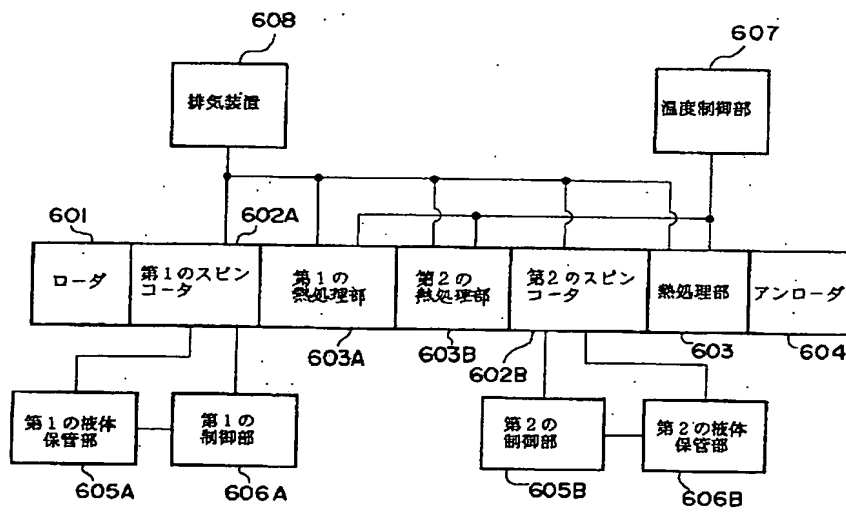 608
607
排気装置
温度制御部
601
602A
ローダ
第1のスピン
コータ
第1の
熱処理部
第2の
熱処理部
第2のスピン
コータ
熱処理部
アンローダ
603A
603B
602B
603
604
第1の液体
保管部
第1の
制御部
第2の
制御部
第2の液体
保管部
605A
606A
605B
606B